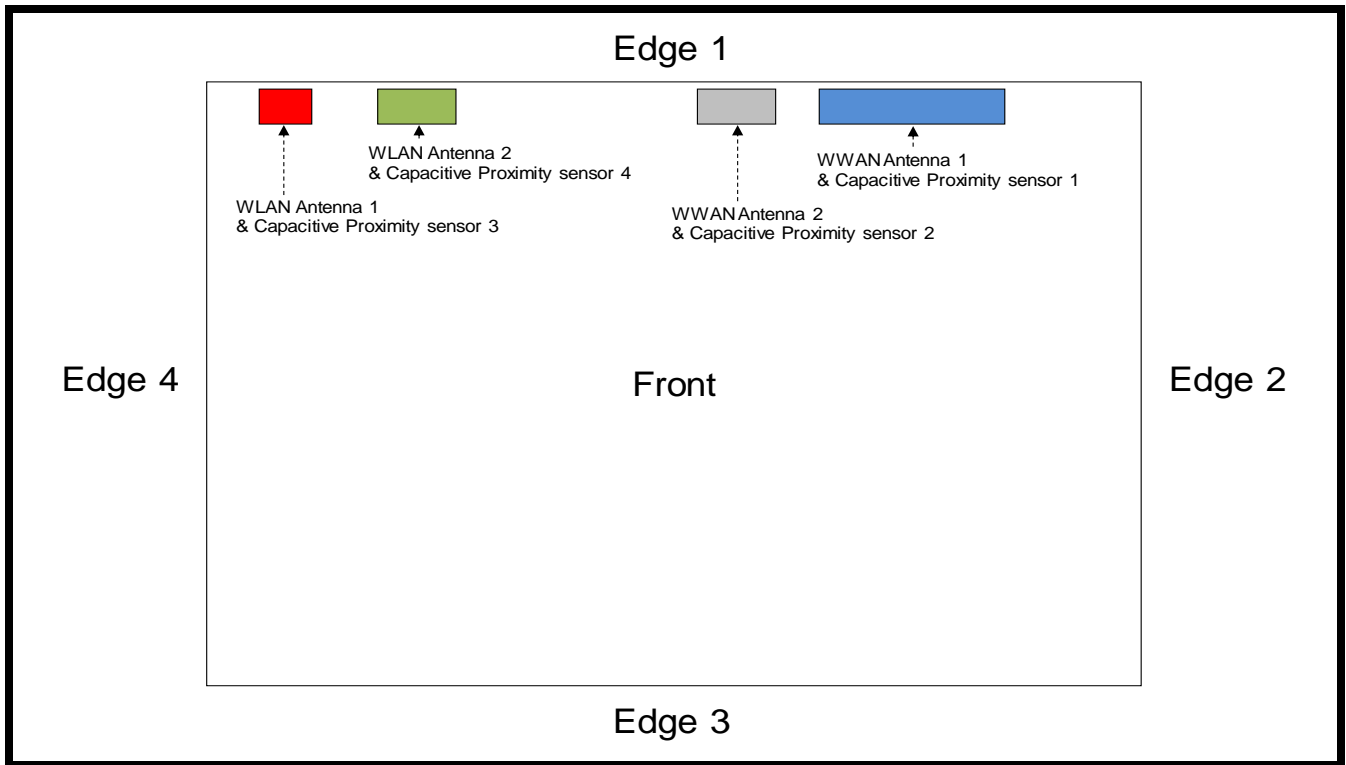 Edge 1
WLAN Antenna 2
& Capacitive Proximity sensor 4
WWAN Antenna 1
& Capacitive Proximity sensor 1
WLAN Antenna 1
& Capacitive Proximity sensor 3
WWAN Antenna 2
& Capacitive Proximity sensor 2
Edge 4
Front
Edge 2
Edge 3